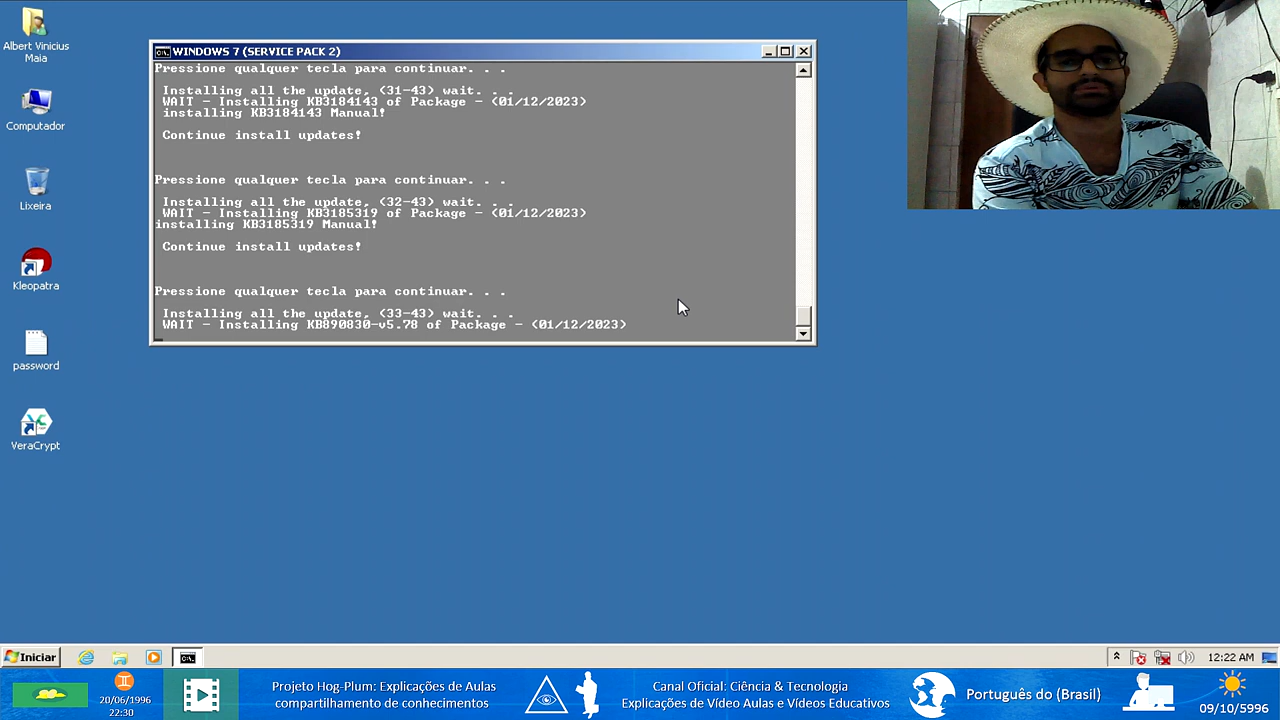 Albert Vinicius
Maia
Computador
Lixeira
Kleopatra
password
VeraCrypt
C:\.
WINDOWS 7 (SERVICE PACK 2)
Pressione qualquer tecla para continuar. . .
Installing all the update, (31-43) wait. . .
WAIT - Installing KB3184143 of Package - (01/12/2023)
installing KB3184143 Manual!
Continue install updates!
Pressione qualquer tecla para continuar. . .
Installing all the update, (32-43) wait. . .
WAIT - Installing KB3185319 of Package - (01/12/2023)
installing KB3185319 Manual!
Continue install updates!
Pressione qualquer tecla para continuar. . .
Installing all the update, (33-43) wait. . .
WAIT - Installing KB890830-v5.78 of Package - (01/12/2023)
Iniciar
C:\.
12:22 AM
20/06/1996
22:30
Projeto Hog-Plum: Explicações de Aulas
compartilhamento de conhecimentos
Canal Oficial: Ciência & Tecnologia
Explicações de Vídeo Aulas e Vídeos Educativos
Português do (Brasil)
09/10/5996